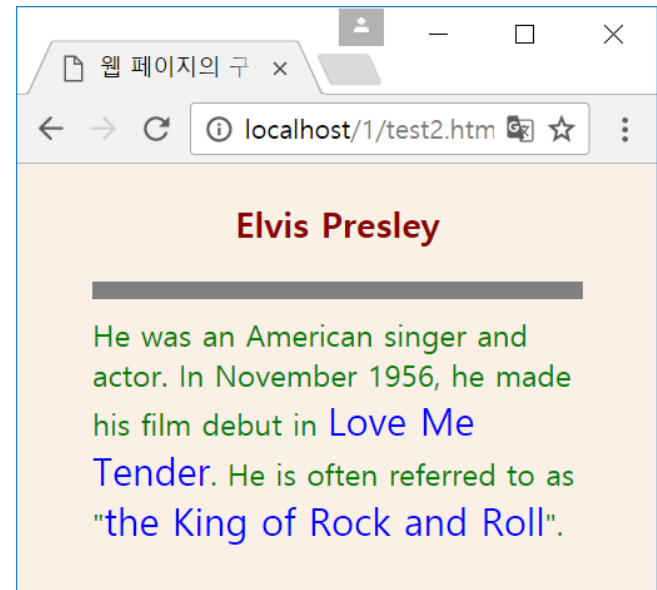 웹 페이지의 구
localhost/1/test2.htm
Elvis Presley
He was an American singer and
actor. In November 1956, he made
his film debut in Love Me
Tender. He is often referred to as
"the King of Rock and Roll".